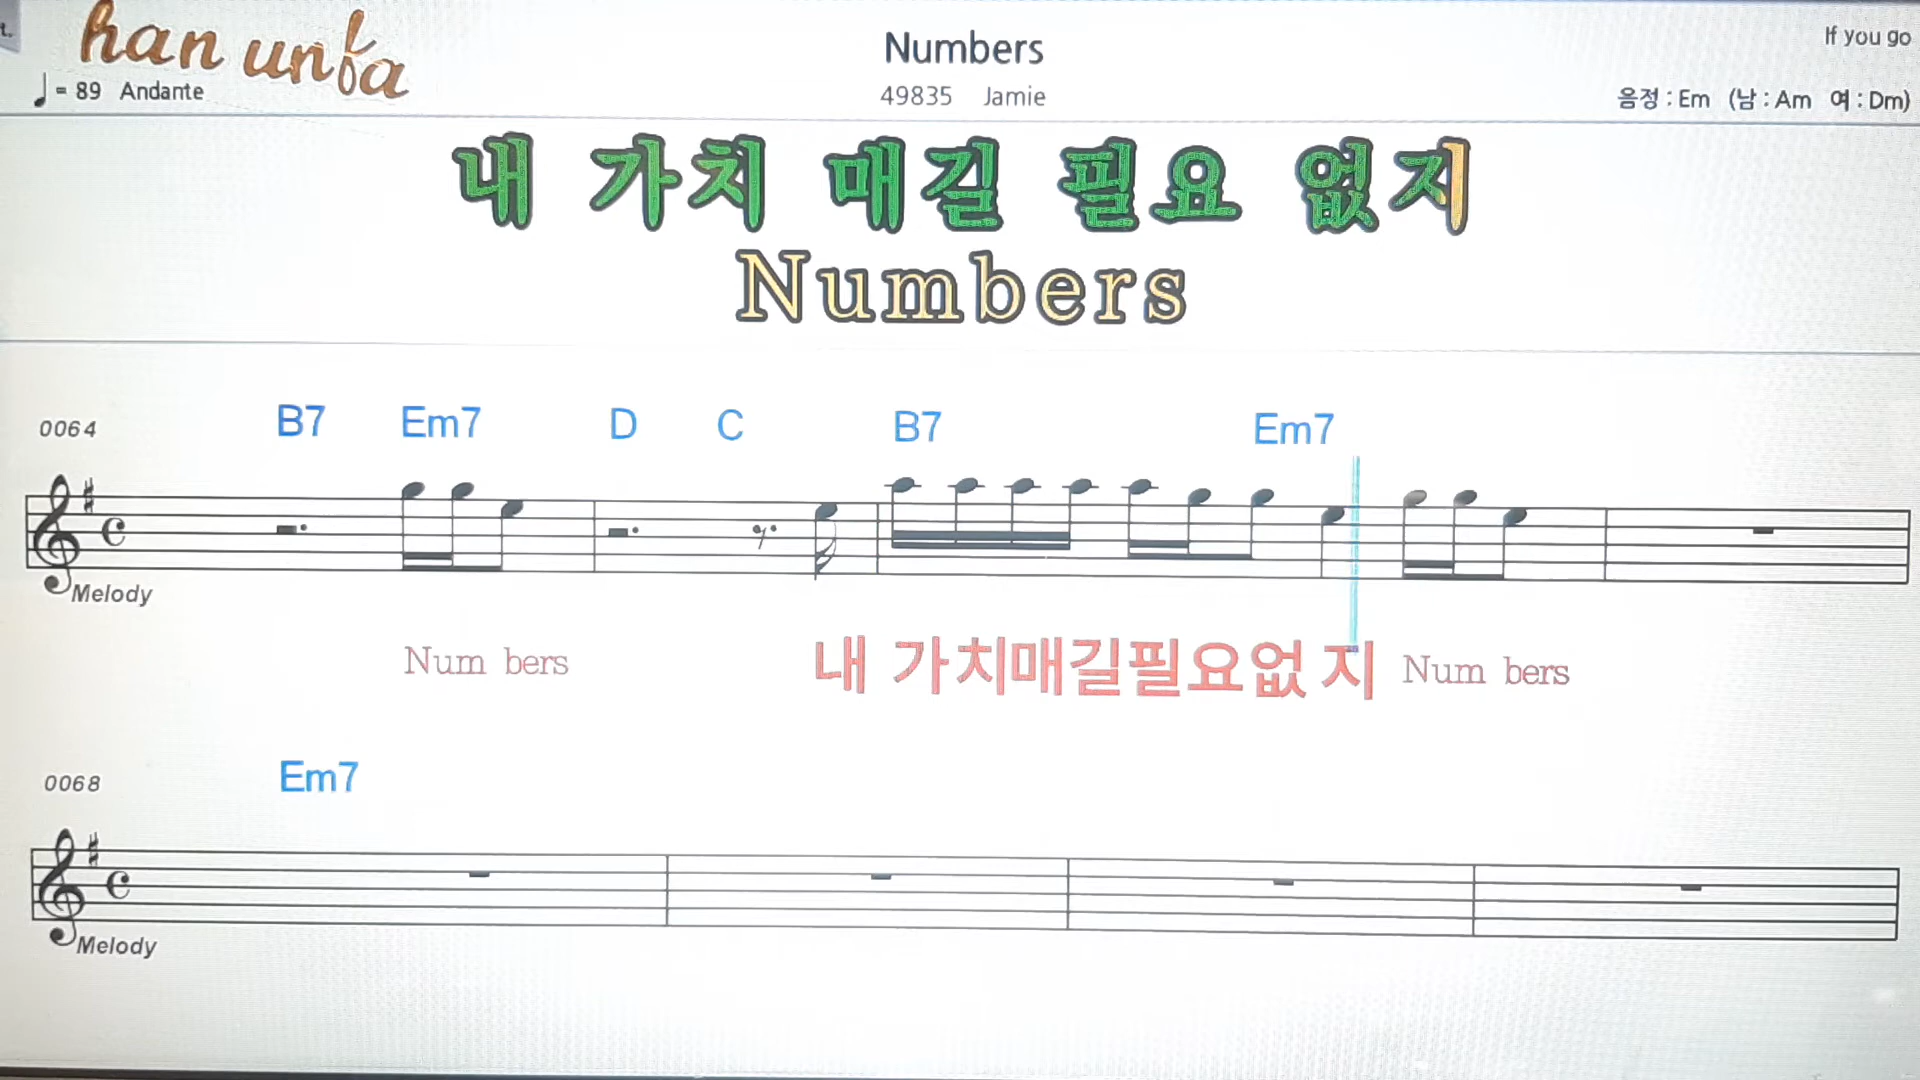 han unfa
Numbers
If you go
♩ = 89 Andante
49835 Jamie
음정 : Em (남 : Am 여 : Dm)
내 가치 매길 필요 없지
Numbers
0064 B7 Em7 D C B7 Em7
Melody
Num bers 내 가치매길필요없 지 Num bers
0068 Em7
Melody